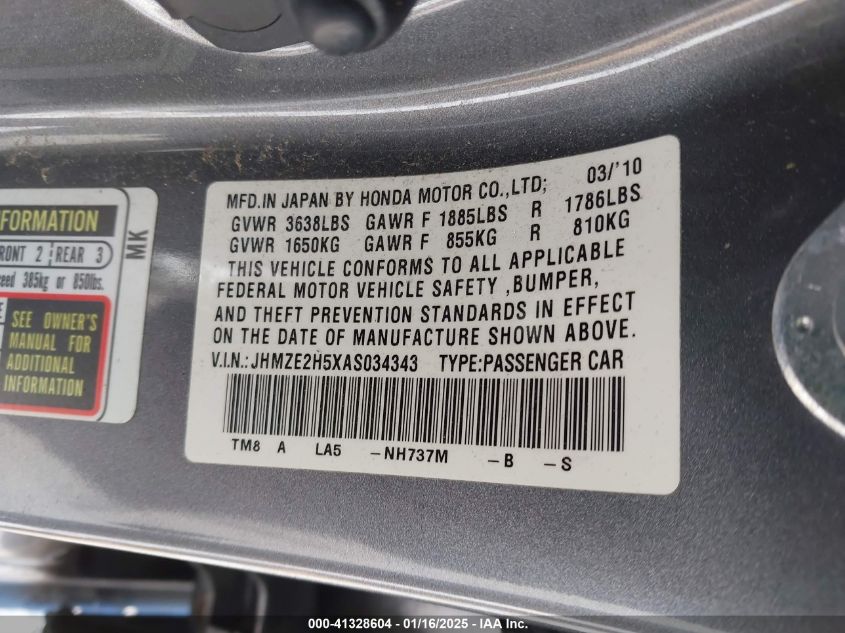 MFD.IN JAPAN BY HONDA MOTOR CO.,LTD; 03/'10
GVWR 3638LBS GAWR F 1885LBS R 1786LBS
GVWR 1650KG GAWR F 855KG R 810KG
THIS VEHICLE CONFORMS TO ALL APPLICABLE
FEDERAL MOTOR VEHICLE SAFETY ,BUMPER,
AND THEFT PREVENTION STANDARDS IN EFFECT
ON THE DATE OF MANUFACTURE SHOWN ABOVE.
V.I.N.: JHMZE2H5XAS034343 TYPE:PASSENGER CAR
TM8 A LA5 -NH737M -B -S
MK
FRONT 2 REAR 3
385kg or 850lbs.
SEE OWNER'S
MANUAL FOR
ADDITIONAL
INFORMATION
000-41328604 - 01/16/2025 - IAA Inc.